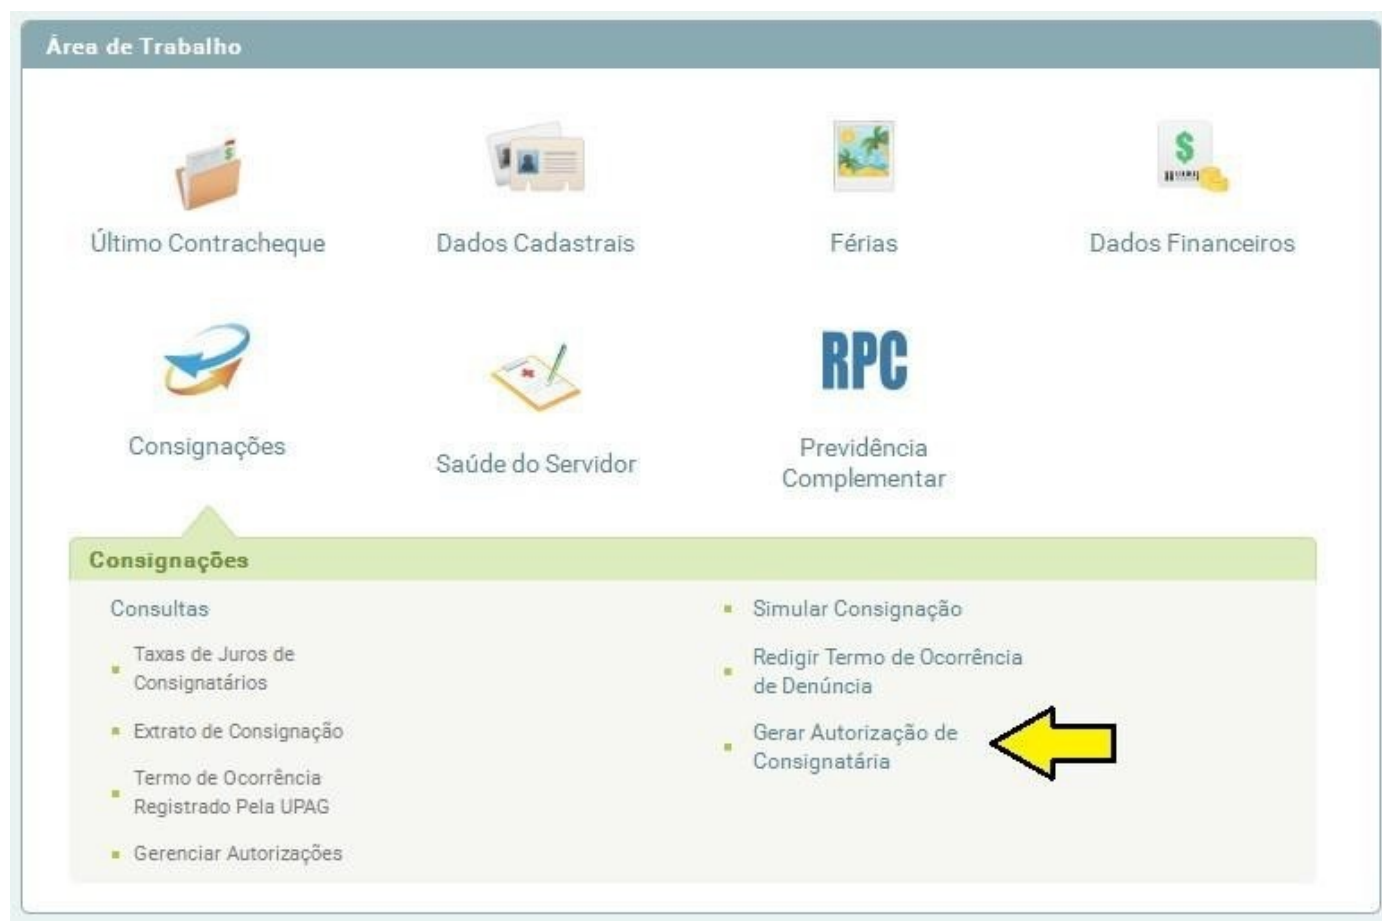 Área de Trabalho
Último Contracheque
Dados Cadastrais
Férias
Dados Financeiros
RPC
Consignações
Saúde do Servidor
Previdência
Complementar
Consignações
Consultas
Taxas de Juros de
Consignatários
Extrato de Consignação
Termo de Ocorrência
Registrado Pela UPAG
Gerenciar Autorizações
Simular Consignação
Redigir Termo de Ocorrência
de Denúncia
Gerar Autorização de
Consignatária